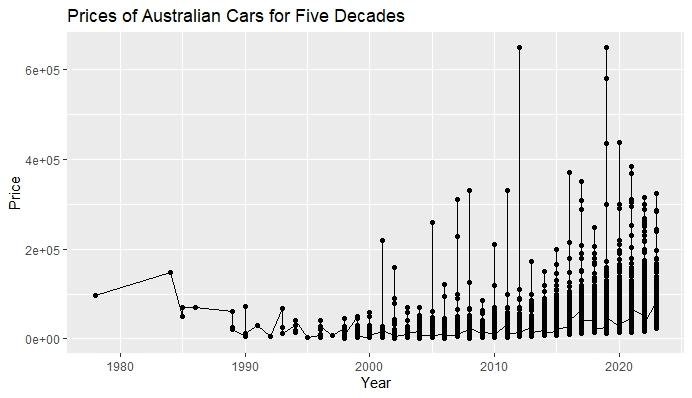 Prices of Australian Cars for Five Decades
6e+05
4e+05
2e+05
0e+00
Price
1980 1990 2000 2010 2020
Year